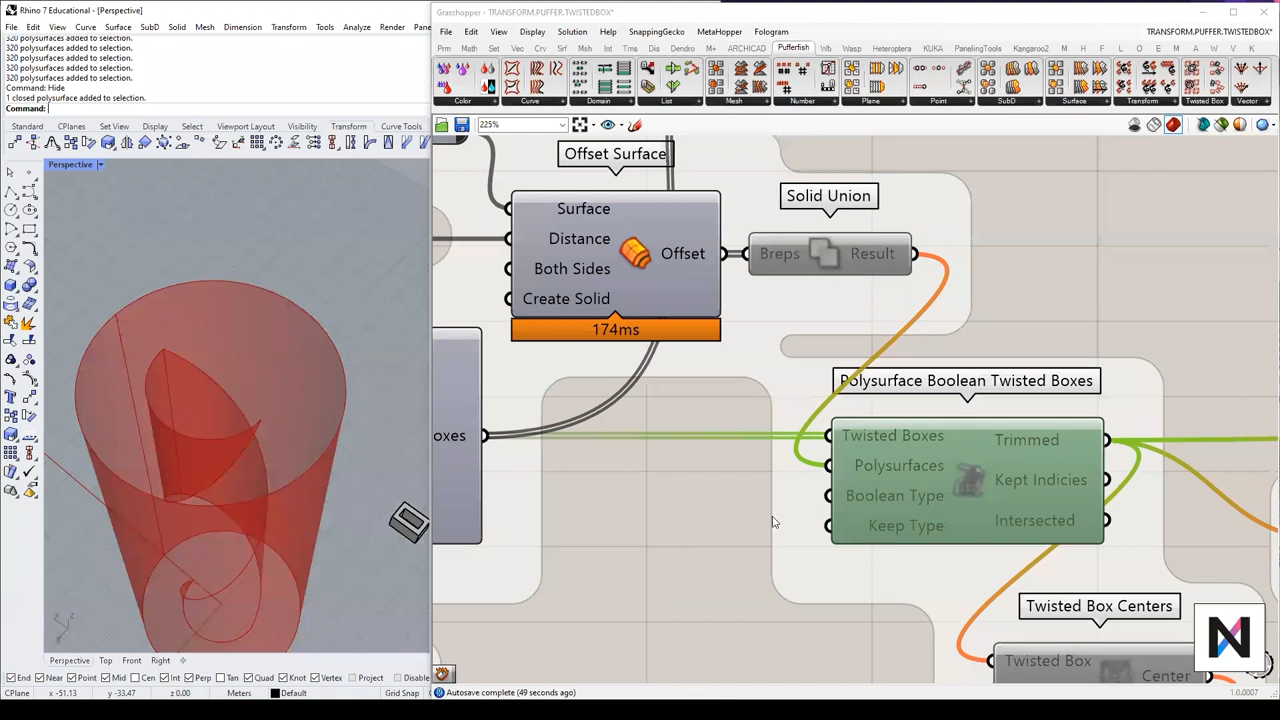 Rhino 7 Educational - [Perspective]
File Edit View Curve Surface SubD Solid Mesh Dimension Transform Tools Analyze Render Pane
320 polysurfaces added to selection.
320 polysurfaces added to selection.
320 polysurfaces added to selection.
320 polysurfaces added to selection.
320 polysurfaces added to selection.
Command: Hide
1 closed polysurface added to selection.
Command:
Standard CPlanes Set View Display Select Viewport Layout Visibility Transform Curve Tools
Perspective
Perspective Top Front Right
End Near Point Mid Cen Int Perp Tan Quad Knot Vertex Project Disable
CPlane x -51.13 y -33.47 z 0.00 Meters Default Grid Snap
Grasshopper - TRANSFORM.PUFFER.TWISTEDBOX*
File Edit View Display Solution Help SnappingGecko MetaHopper Fologram TRANSFORM.PUFFER.TWISTEDBOX*
Prm Math Set Vec Crv Srf Msh Int Trns Dis Dendro M+ ARCHICAD Pufferfish Wb Wasp Heteroptera KUKA PanelingTools Kangaroo2 M H F L O E M T M E M S S D A B C N H P L T S V W U
Color Curve Domain List Mesh Number Plane Point SubD Surface Transform Twisted Box Vector
225%
Offset Surface
Surface
Distance
Both Sides
Create Solid
Offset
174ms
Solid Union
Breps Result
oxes
Polysurface Boolean Twisted Boxes
Twisted Boxes
Polysurfaces
Boolean Type
Keep Type
Trimmed
Kept Indicies
Intersected
Twisted Box Centers
Twisted Box
Center
N
Autosave complete (49 seconds ago)
1.0.0007